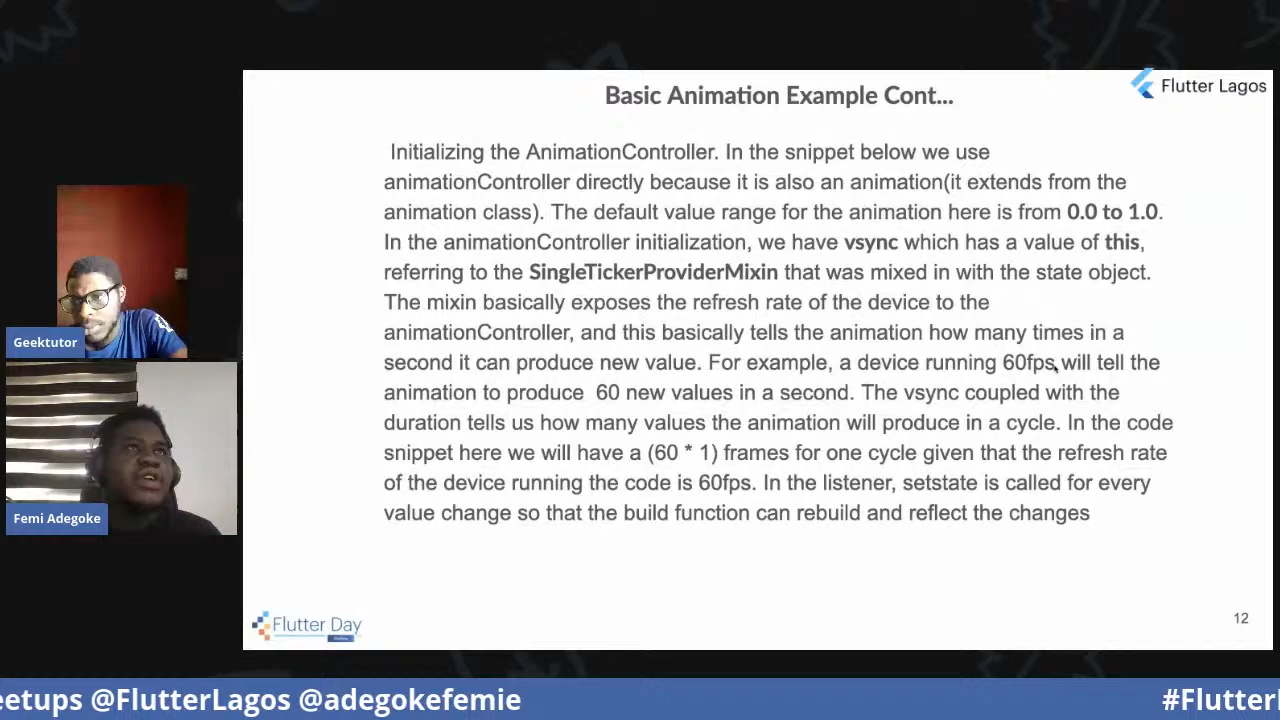 Basic Animation Example Cont...
Flutter Lagos
Initializing the AnimationController. In the snippet below we use
animationController directly because it is also an animation(it extends from the
animation class). The default value range for the animation here is from 0.0 to 1.0.
In the animationController initialization, we have vsync which has a value of this,
referring to the SingleTickerProviderMixin that was mixed in with the state object.
The mixin basically exposes the refresh rate of the device to the
animationController, and this basically tells the animation how many times in a
second it can produce new value. For example, a device running 60fps will tell the
animation to produce  60 new values in a second. The vsync coupled with the
duration tells us how many values the animation will produce in a cycle. In the code
snippet here we will have a (60 * 1) frames for one cycle given that the refresh rate
of the device running the code is 60fps. In the listener, setstate is called for every
value change so that the build function can rebuild and reflect the changes
Geektutor
Femi Adegoke
Flutter Day
12
eetups @FlutterLagos @adegokefemie
#Flutter